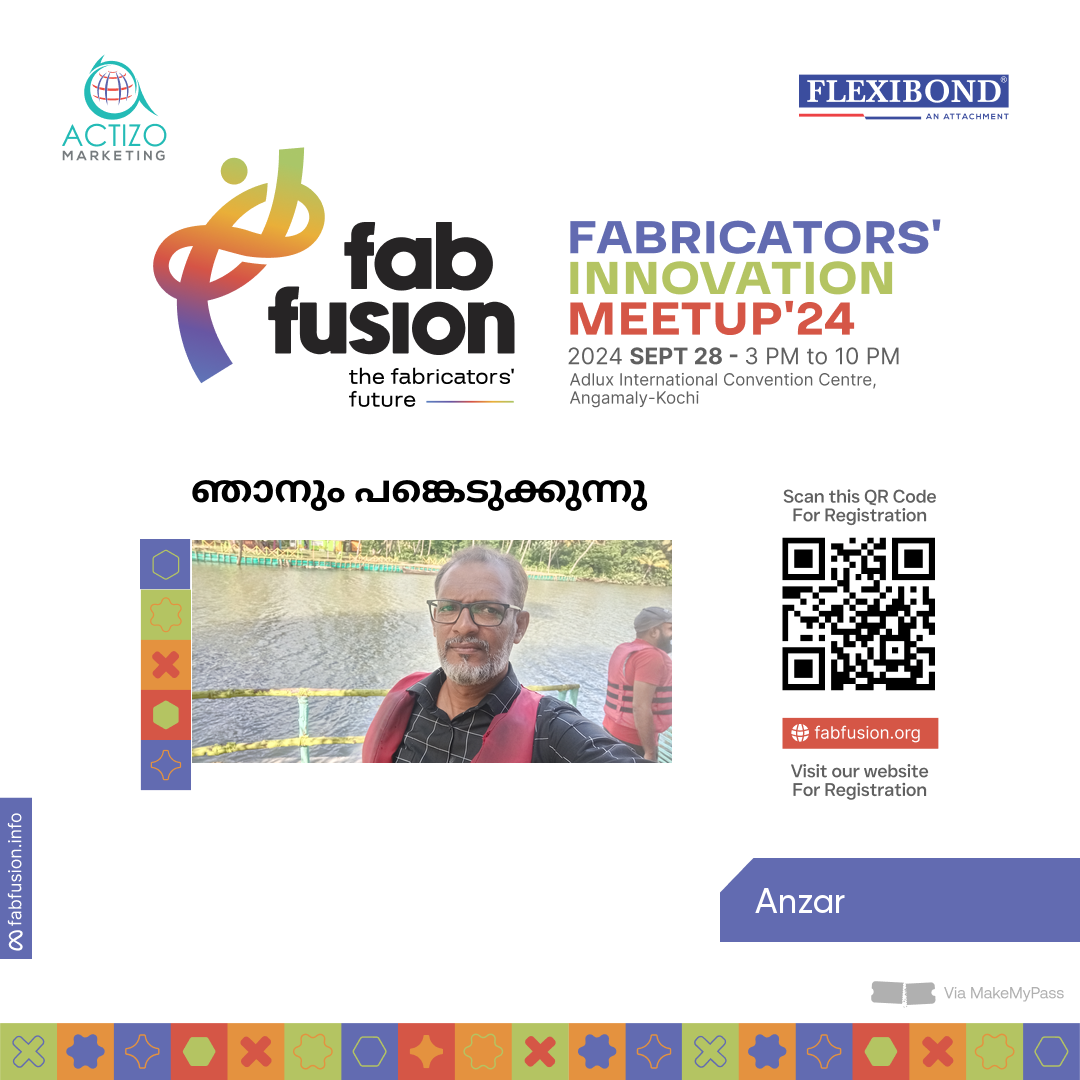 ACTIZO
MARKETING
FLEXIBOND®
AN ATTACHMENT
fab
fusion
the fabricators'
future
FABRICATORS'
INNOVATION
MEETUP'24
2024 SEPT 28 - 3 PM to 10 PM
Adlux International Convention Centre,
Angamaly-Kochi
ഞാനും പങ്കെടുക്കുന്നു
Scan this QR Code
For Registration
fabfusion.org
Visit our website
For Registration
fabfusion.info
Anzar
Via MakeMyPass